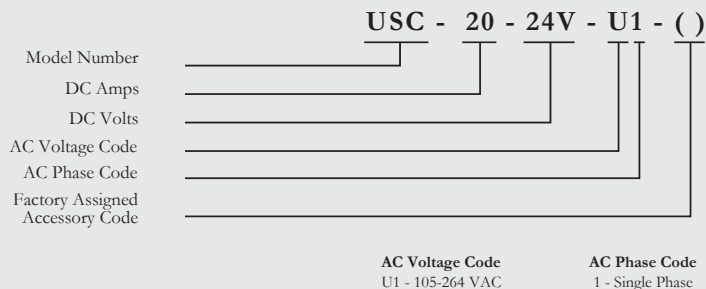 USC - 20 - 24V - U1 - ( )
Model Number
DC Amps
DC Volts
AC Voltage Code
AC Phase Code
Factory Assigned
Accessory Code
AC Voltage Code AC Phase Code
U1 - 105-264 VAC 1 - Single Phase